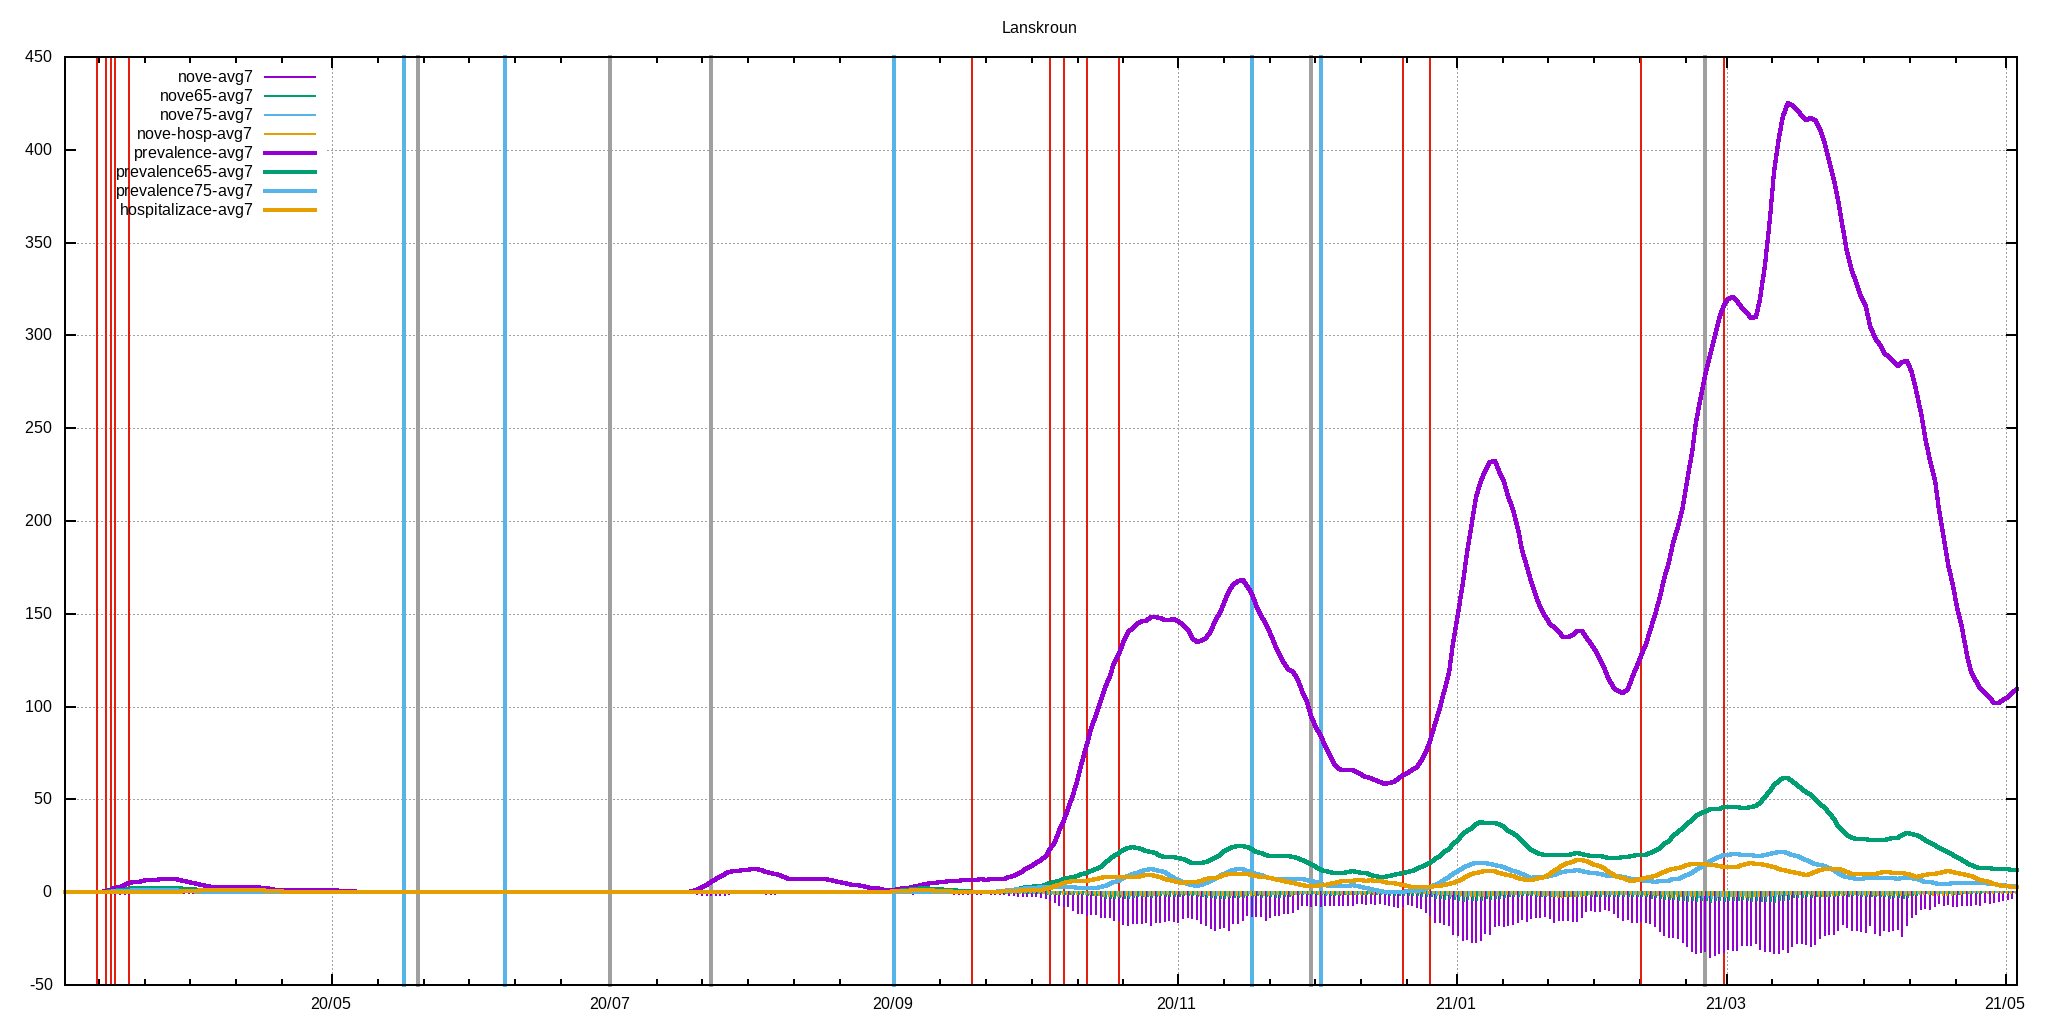 Lanskroun
450
400
350
300
250
200
150
100
50
0
-50
nove-avg7
nove65-avg7
nove75-avg7
nove-hosp-avg7
prevalence-avg7
prevalence65-avg7
prevalence75-avg7
hospitalizace-avg7
20/05 20/07 20/09 20/11 21/01 21/03 21/05